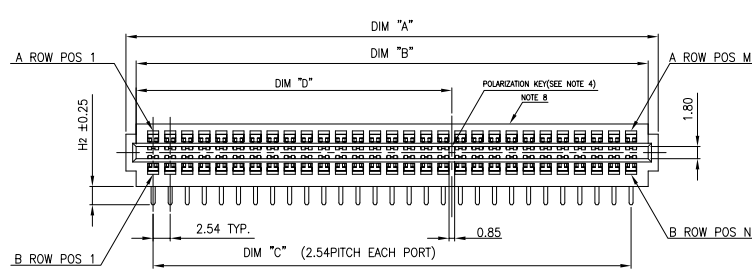 DIM "A"
A ROW POS 1
DIM "B"
A ROW POS M
DIM "D"
POLARIZATION KEY(SEE NOTE 4)
NOTE 8
H2 ±0.25
1.80
2.54 TYP.
0.85
B ROW POS N
B ROW POS 1
DIM "C" (2.54PITCH EACH PORT)